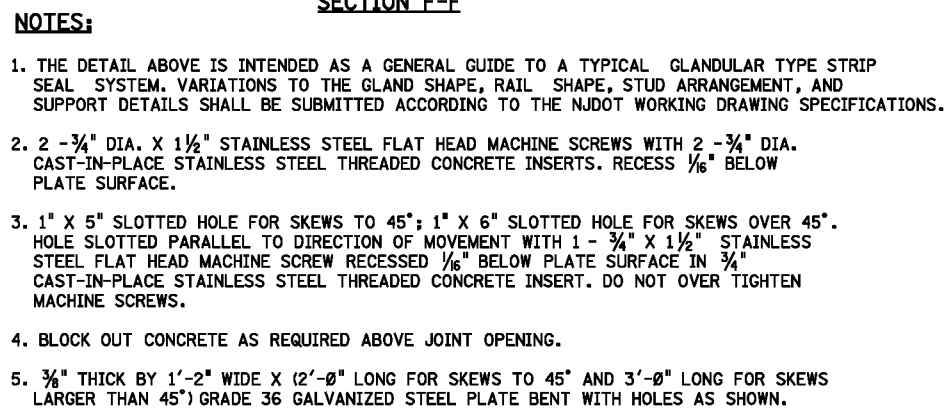 SECTION F-F
NOTES:
1. THE DETAIL ABOVE IS INTENDED AS A GENERAL GUIDE TO A TYPICAL GLANDULAR TYPE STRIP
SEAL SYSTEM. VARIATIONS TO THE GLAND SHAPE, RAIL SHAPE, STUD ARRANGEMENT, AND
SUPPORT DETAILS SHALL BE SUBMITTED ACCORDING TO THE NJDOT WORKING DRAWING SPECIFICATIONS.
2. 2 -¾" DIA. X 1½" STAINLESS STEEL FLAT HEAD MACHINE SCREWS WITH 2 -¾" DIA.
CAST-IN-PLACE STAINLESS STEEL THREADED CONCRETE INSERTS. RECESS 1/16" BELOW
PLATE SURFACE.
3. 1" X 5" SLOTTED HOLE FOR SKEWS TO 45°; 1" X 6" SLOTTED HOLE FOR SKEWS OVER 45°.
HOLE SLOTTED PARALLEL TO DIRECTION OF MOVEMENT WITH 1 - ¾" X 1½" STAINLESS
STEEL FLAT HEAD MACHINE SCREW RECESSED 1/16" BELOW PLATE SURFACE IN ¾"
CAST-IN-PLACE STAINLESS STEEL THREADED CONCRETE INSERT. DO NOT OVER TIGHTEN
MACHINE SCREWS.
4. BLOCK OUT CONCRETE AS REQUIRED ABOVE JOINT OPENING.
5. ⅜" THICK BY 1'-2" WIDE X (2'-0" LONG FOR SKEWS TO 45° AND 3'-0" LONG FOR SKEWS
LARGER THAN 45°) GRADE 36 GALVANIZED STEEL PLATE BENT WITH HOLES AS SHOWN.